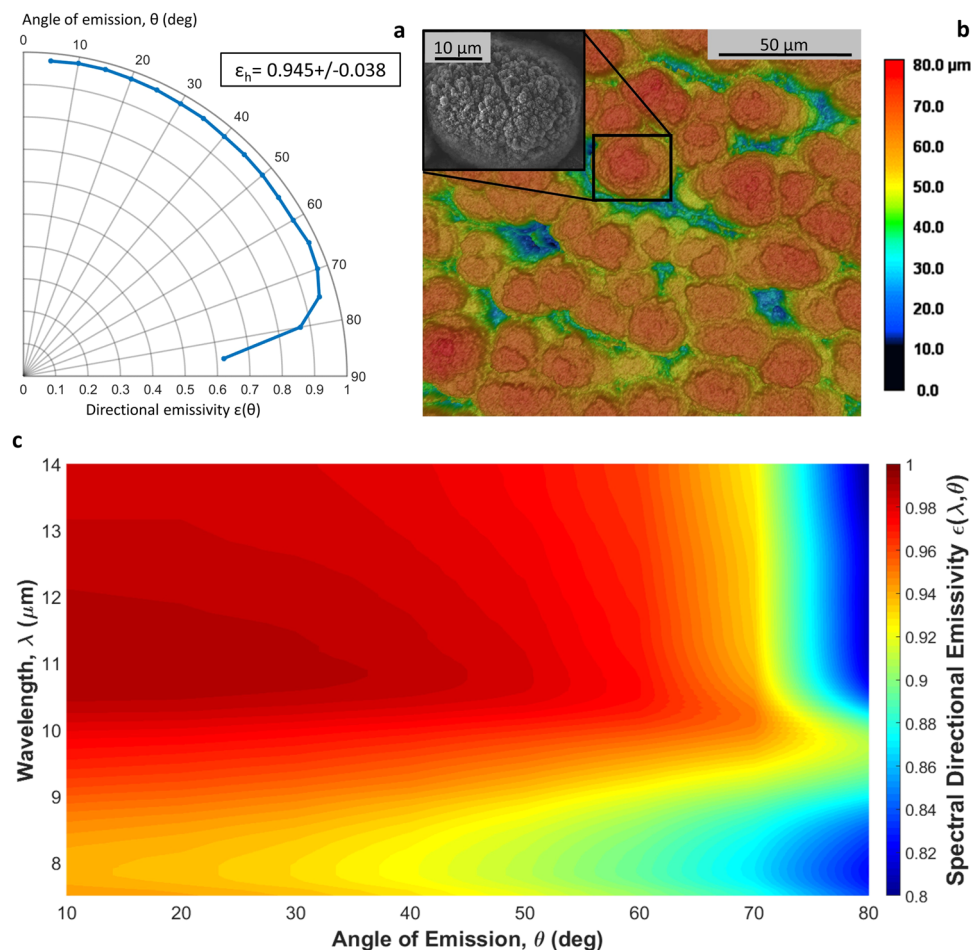 Angle of emission, θ (deg)
0
10
20
30
40
50
60
70
80
90
εh= 0.945+/-0.038
0 0.1 0.2 0.3 0.4 0.5 0.6 0.7 0.8 0.9 1
Directional emissivity ε(θ)
a
10 µm
50 µm
b
80.0 µm
70.0
60.0
50.0
40.0
30.0
20.0
10.0
0.0
c
14
13
12
11
10
9
8
Wavelength, λ (μm)
10 20 30 40 50 60 70 80
Angle of Emission, θ (deg)
1
0.98
0.96
0.94
0.92
0.9
0.88
0.86
0.84
0.82
0.8
Spectral Directional Emissivity ϵ(λ,θ)